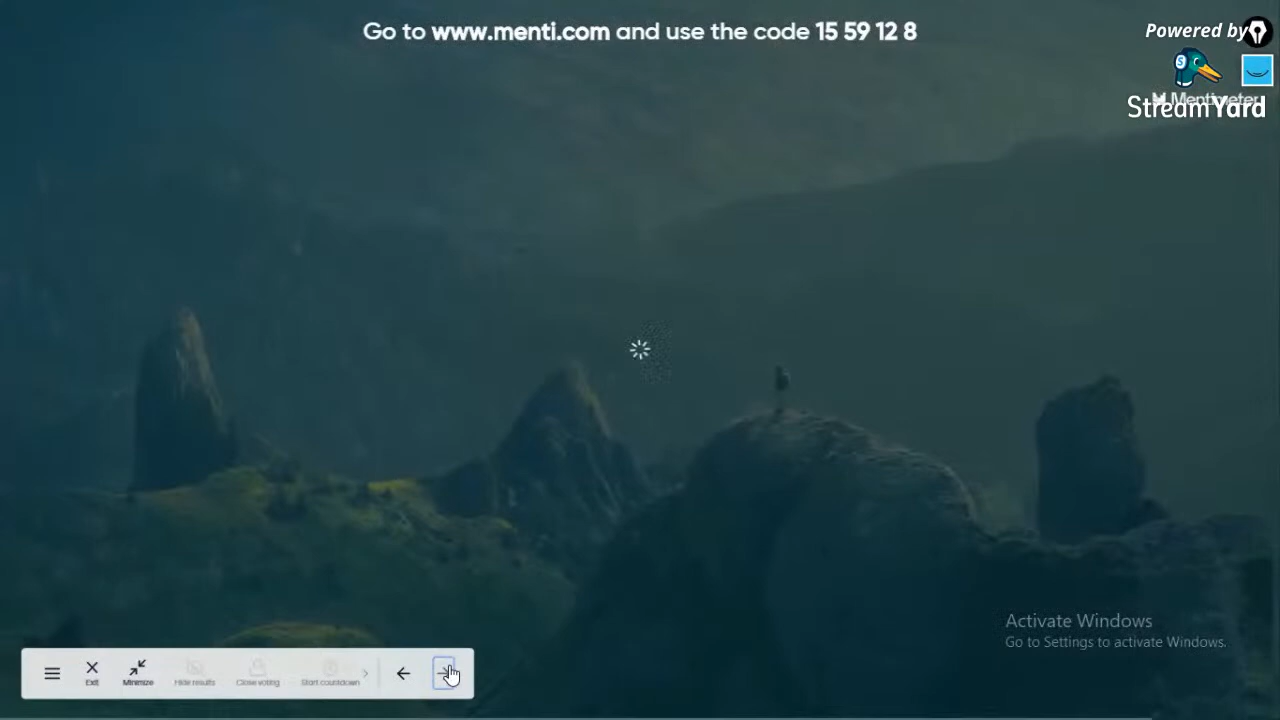 Go to www.menti.com and use the code 15 59 12 8
Powered by
Mentimeter
StreamYard
Activate Windows
Go to Settings to activate Windows.
Exit
Minimize
Hide results
Close voting
Start countdown